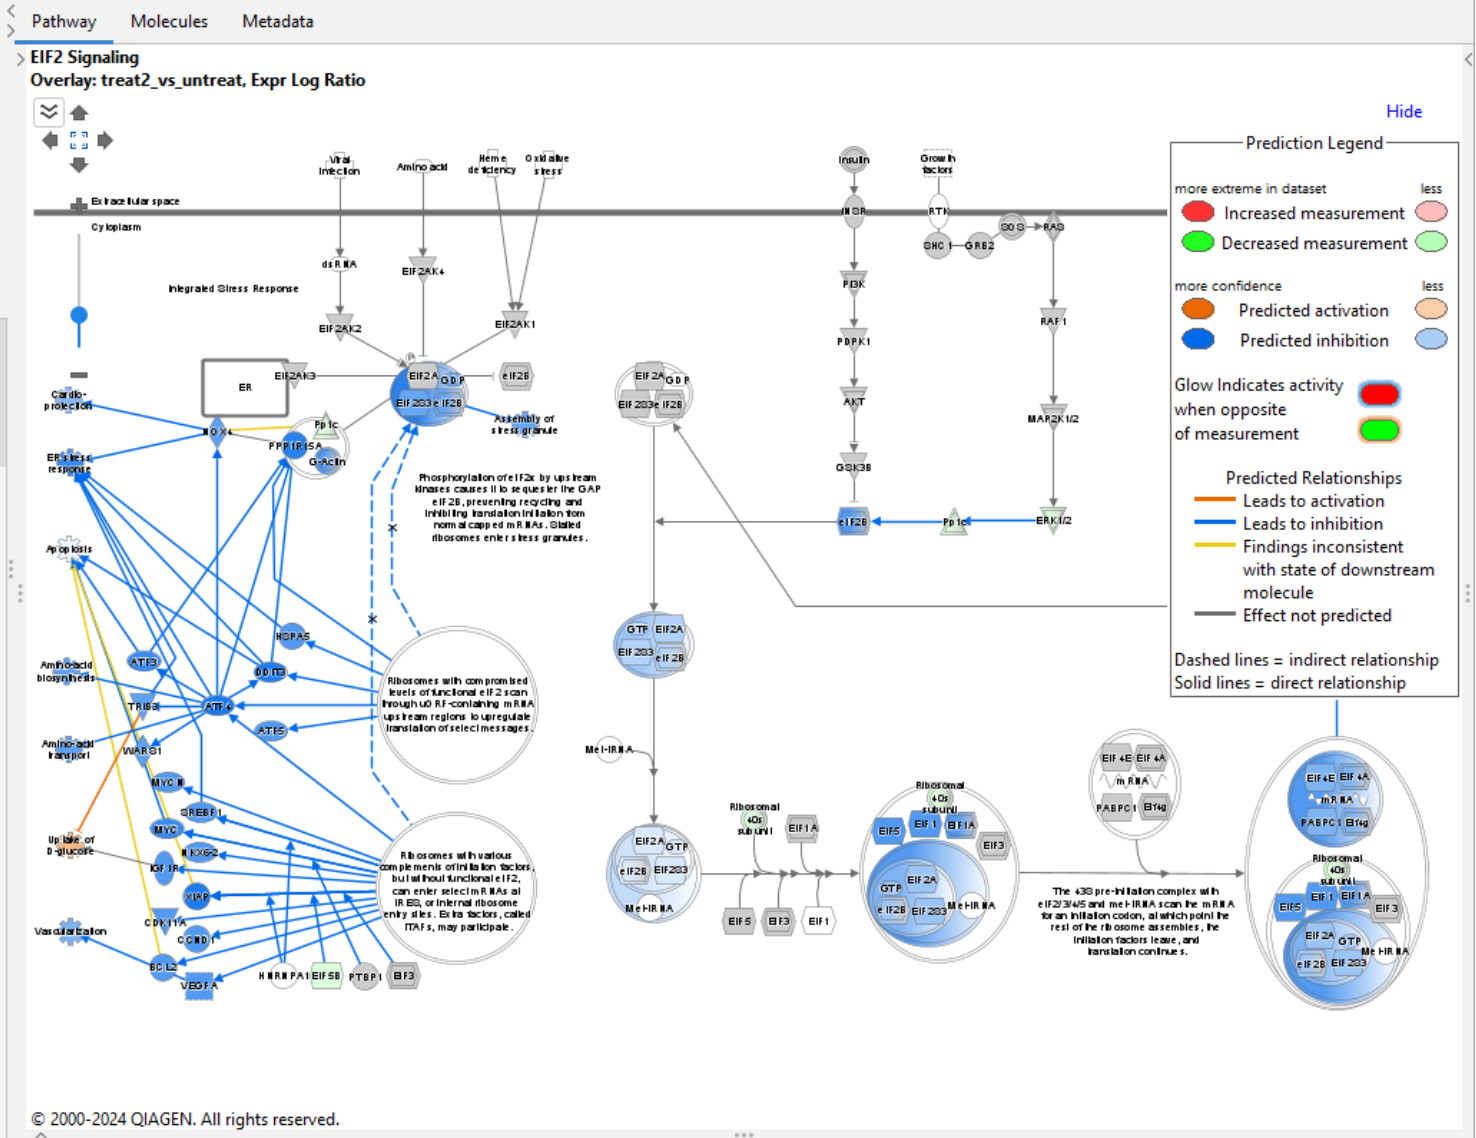 Pathway Molecules Metadata
EIF2 Signaling
Overlay: treat2_vs_untreat, Expr Log Ratio
Hide
Prediction Legend
more extreme in dataset less
Increased measurement
Decreased measurement
more confidence less
Predicted activation
Predicted inhibition
Glow Indicates activity
when opposite
of measurement
Predicted Relationships
Leads to activation
Leads to inhibition
Findings inconsistent
with state of downstream
molecule
Effect not predicted
Dashed lines = indirect relationship
Solid lines = direct relationship
Viral
infection
Amino acid
Heme
deficiency
Oxidative
stress
Insulin
Growth
factors
Extracellular space
Cytoplasm
INSR
RTK
SHC1
GRB2
SOS
RAS
dsRNA
EIF2AK4
Integrated Stress Response
EIF2AK2
EIF2AK1
PI3K
RAF1
PDPK1
ER
EIF2AK3
P
EIF2A
GDP
EIF2S3
eIF2B
eIF2B
EIF2A
GDP
EIF2S3
eIF2B
AKT
MAP2K1/2
Cardio-
protection
Assembly of
stress granule
NOX4
Pp1c
PPP1R15A
G-Actin
ER stress
response
GSK3B
Phosphorylation of eIF2α by upstream
kinases causes it to sequester the GAP
eIF2B, preventing recycling and
inhibiting translation initiation from
normal capped mRNAs. Stalled
ribosomes enter stress granules.
eIF2B
Pp1c
ERK1/2
Apoptosis
HSPA5
GTP
EIF2A
EIF2S3
eIF2B
ATF3
DDIT3
Amino acid
biosynthesis
TRIB3
ATF4
Ribosomes with compromised
levels of functional eIF2 scan
through uORF-containing mRNA
upstream regions to upregulate
translation of select messages.
ATF5
Amino acid
transport
WARS1
Met-tRNA
MYCN
SREBF1
MYC
Uptake of
D-glucose
NKX6-2
IGF1R
XIAP
CDK11A
CCND1
Vascularization
BCL2
VEGFA
Ribosomes with various
complements of initiation factors,
but without functional eIF2,
can enter select mRNAs at
IRES, or internal ribosome
entry sites. Extra factors, called
ITAFs, may participate.
HNRNPA1
EIF5B
PTBP1
EIF3
EIF2A
GTP
eIF2B
EIF2S3
Met-tRNA
Ribosomal
40s
subunit
EIF1A
EIF5
EIF3
EIF1
Ribosomal
40s
subunit
EIF5
EIF1
EIF1A
EIF3
GTP
EIF2A
eIF2B
EIF2S3
Met-tRNA
EIF4E
EIF4A
mRNA
PABPC1
EIf4g
The 43S pre-initiation complex with
eIF2/3/4/5 and met-tRNA scan the mRNA
for an initiation codon, at which point the
rest of the ribosome assembles, the
initiation factors leave, and
translation continues.
EIF4E
EIF4A
mRNA
PABPC1
EIf4g
Ribosomal
40s
subunit
EIF5
EIF1
EIF1A
EIF3
EIF2A
GTP
eIF2B
EIF2S3
Met-tRNA
© 2000-2024 QIAGEN. All rights reserved.